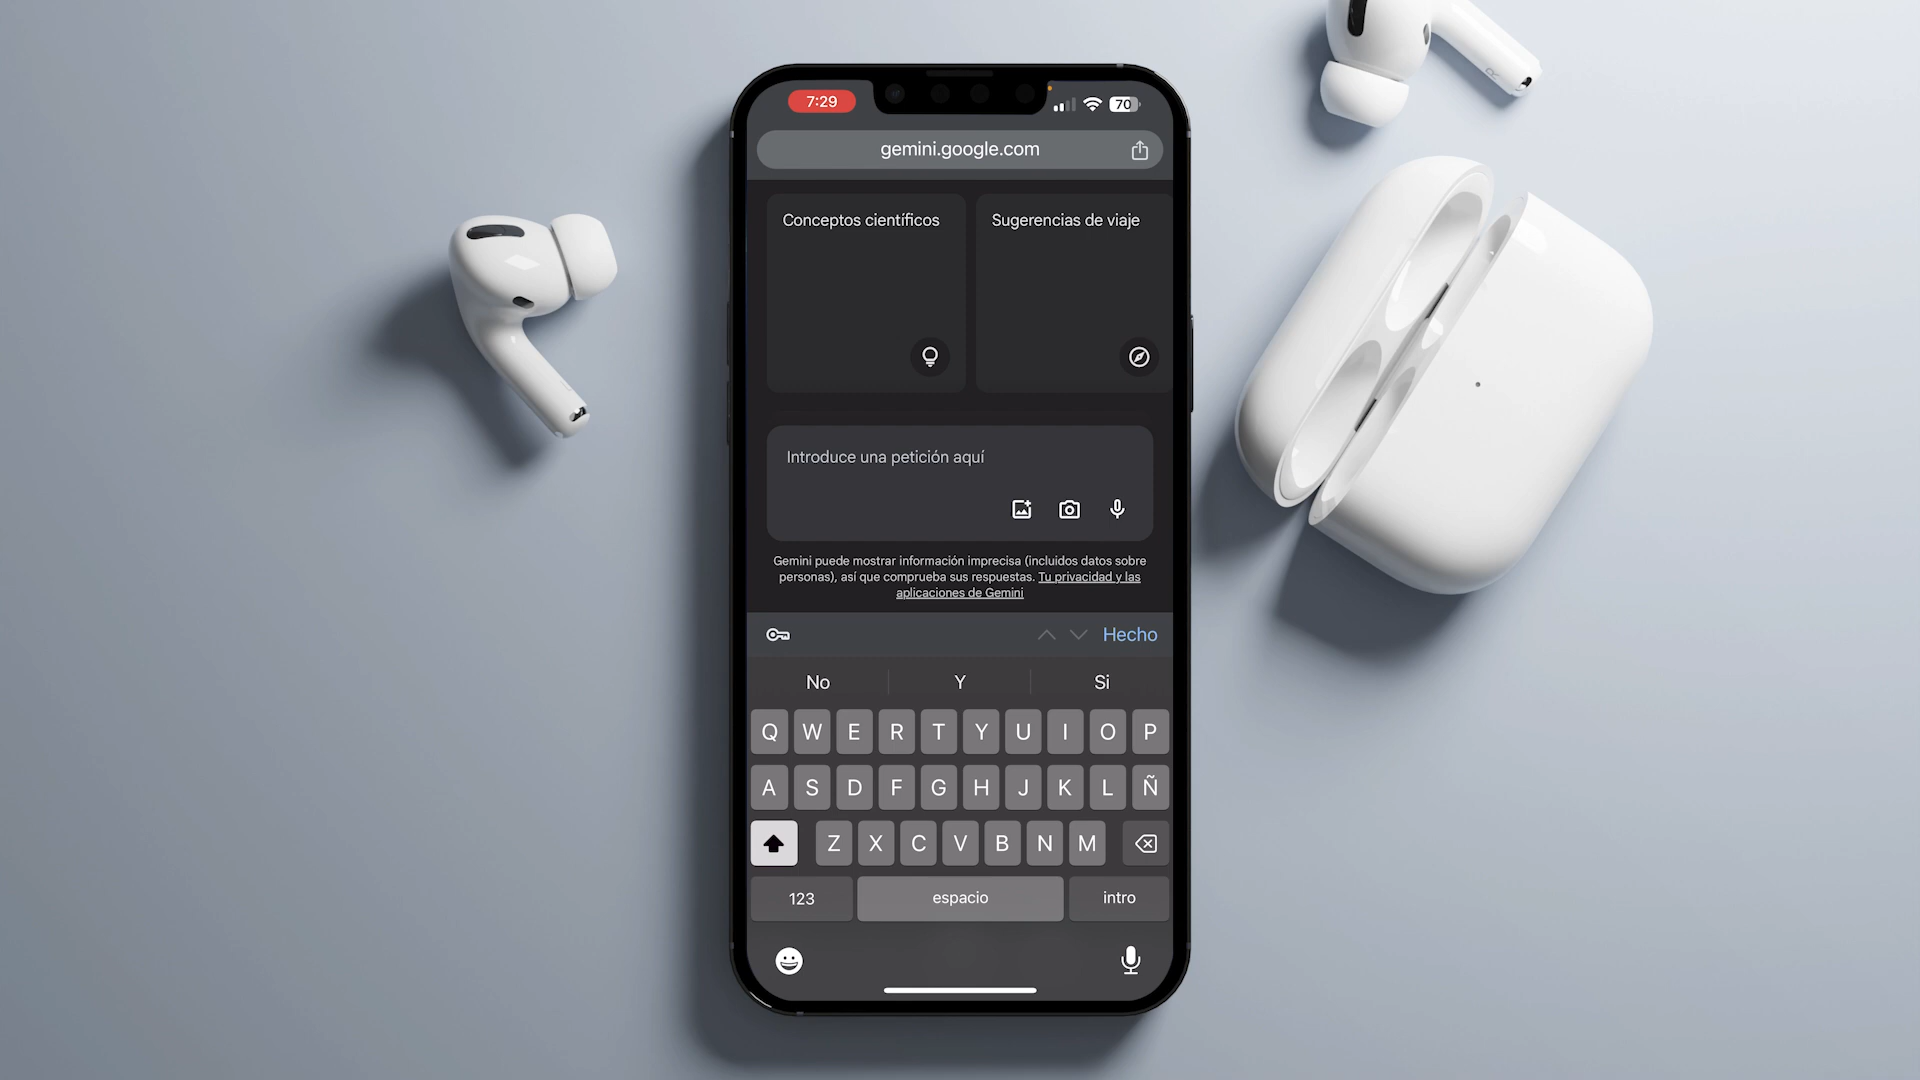 7:29
70
gemini.google.com
Conceptos científicos
Sugerencias de viaje
Introduce una petición aquí
Gemini puede mostrar información imprecisa (incluidos datos sobre
personas), así que comprueba sus respuestas. Tu privacidad y las
aplicaciones de Gemini
Hecho
No Y Si
Q W E R T Y U I O P
A S D F G H J K L Ñ
Z X C V B N M
123 espacio intro
R